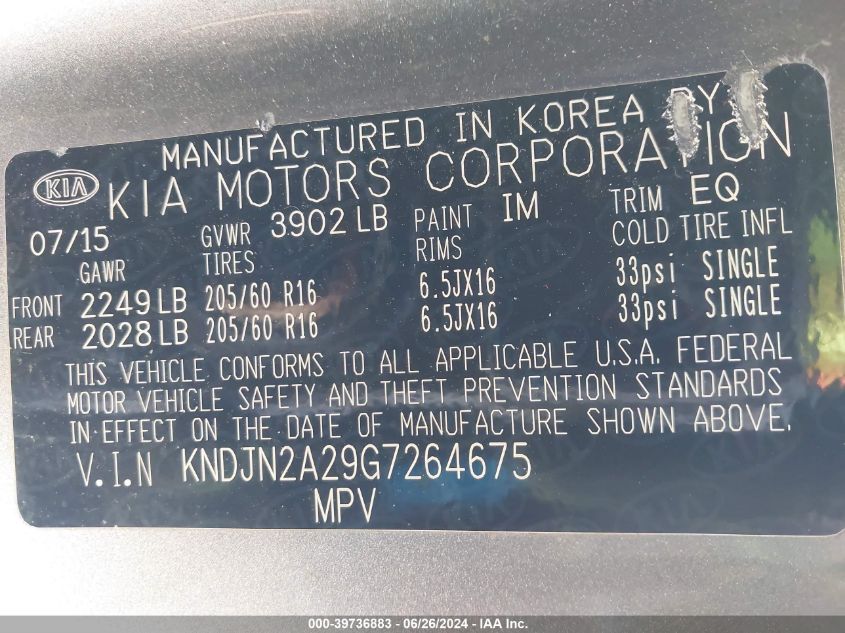 MANUFACTURED IN KOREA BY
KIA KIA MOTORS CORPORATION
07/15 GVWR 3902 LB PAINT IM TRIM EQ
GAWR TIRES RIMS COLD TIRE INFL
FRONT 2249 LB 205/60 R16 6.5JX16 33psi SINGLE
REAR 2028 LB 205/60 R16 6.5JX16 33psi SINGLE
THIS VEHICLE CONFORMS TO ALL APPLICABLE U.S.A. FEDERAL
MOTOR VEHICLE SAFETY AND THEFT PREVENTION STANDARDS
IN EFFECT ON THE DATE OF MANUFACTURE SHOWN ABOVE.
V.I.N KNDJN2A29G7264675
MPV
000-39736883 / 06/26/2024 - IAA Inc.